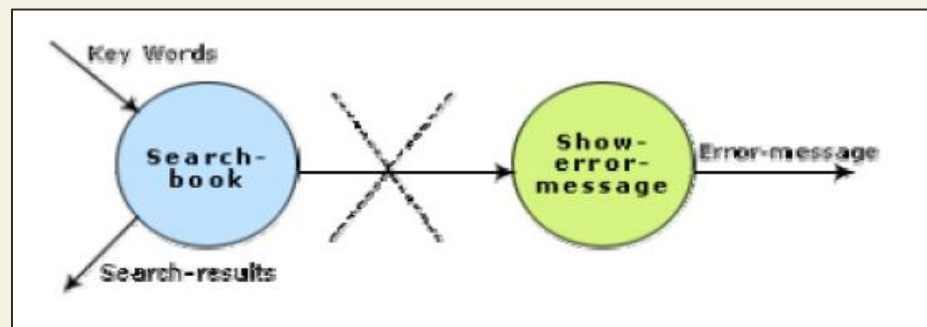 Key Words
Search-
book
Search-results
Show-
error-
message
Error-message